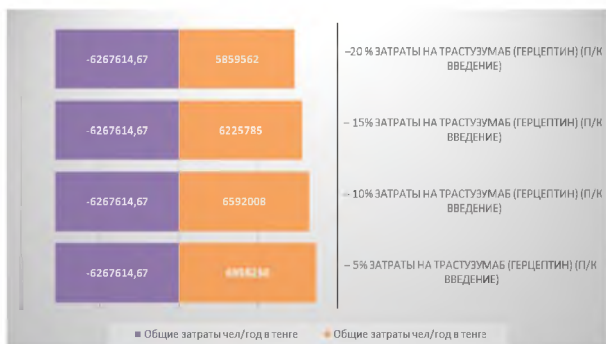 -6267614,67 5859562 –20 % ЗАТРАТЫ НА ТРАСТУЗУМАБ (ГЕРЦЕПТИН) (П/К
ВВЕДЕНИЕ)
-6267614,67 6225785 – 15% ЗАТРАТЫ НА ТРАСТУЗУМАБ (ГЕРЦЕПТИН) (П/К
ВВЕДЕНИЕ)
-6267614,67 6592008 – 10% ЗАТРАТЫ НА ТРАСТУЗУМАБ (ГЕРЦЕПТИН) (П/К
ВВЕДЕНИЕ)
-6267614,67 – 5% ЗАТРАТЫ НА ТРАСТУЗУМАБ (ГЕРЦЕПТИН) (П/К
ВВЕДЕНИЕ)
Общие затраты чел/год в тенге Общие затраты чел/год в тенге